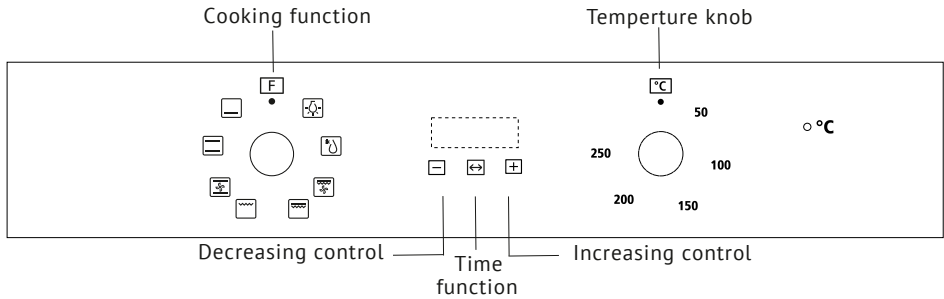 Cooking function
Temperture knob
F
°C
50
°C
250
100
200
150
Decreasing control
Time
function
Increasing control